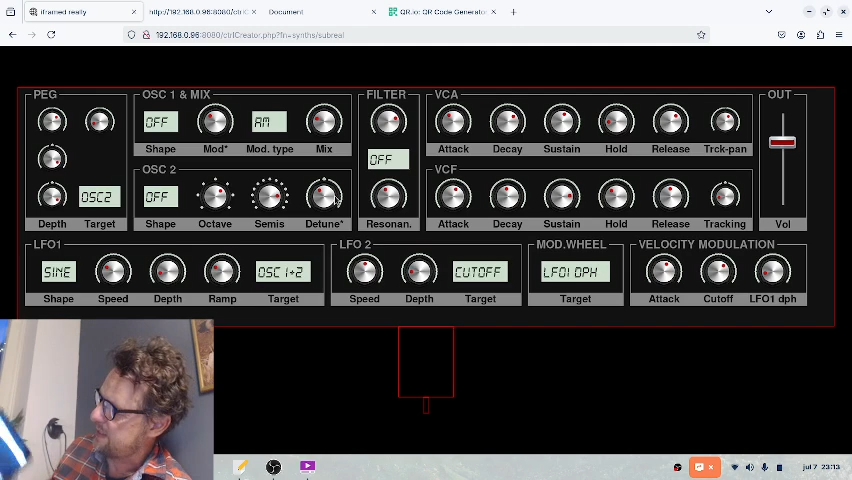 iframed really
http://192.168.0.96:8080/ctrlC
Document
QR.io: QR Code Generator
192.168.0.96:8080/ctrlCreator.php?fn=synths/subreal
PEG
OSC 1 & MIX
FILTER
VCA
OUT
OFF
AM
Shape
Mod*
Mod. type
Mix
OFF
Attack
Decay
Sustain
Hold
Release
Trck-pan
OSC 2
VCF
OSC2
OFF
Depth
Target
Shape
Octave
Semis
Detune*
Resonan.
Attack
Decay
Sustain
Hold
Release
Tracking
Vol
LFO1
LFO 2
MOD.WHEEL
VELOCITY MODULATION
SINE
OSC 1+2
CUTOFF
LFO1 DPH
Shape
Speed
Depth
Ramp
Target
Speed
Depth
Target
Target
Attack
Cutoff
LFO1 dph
jul 7 23:13